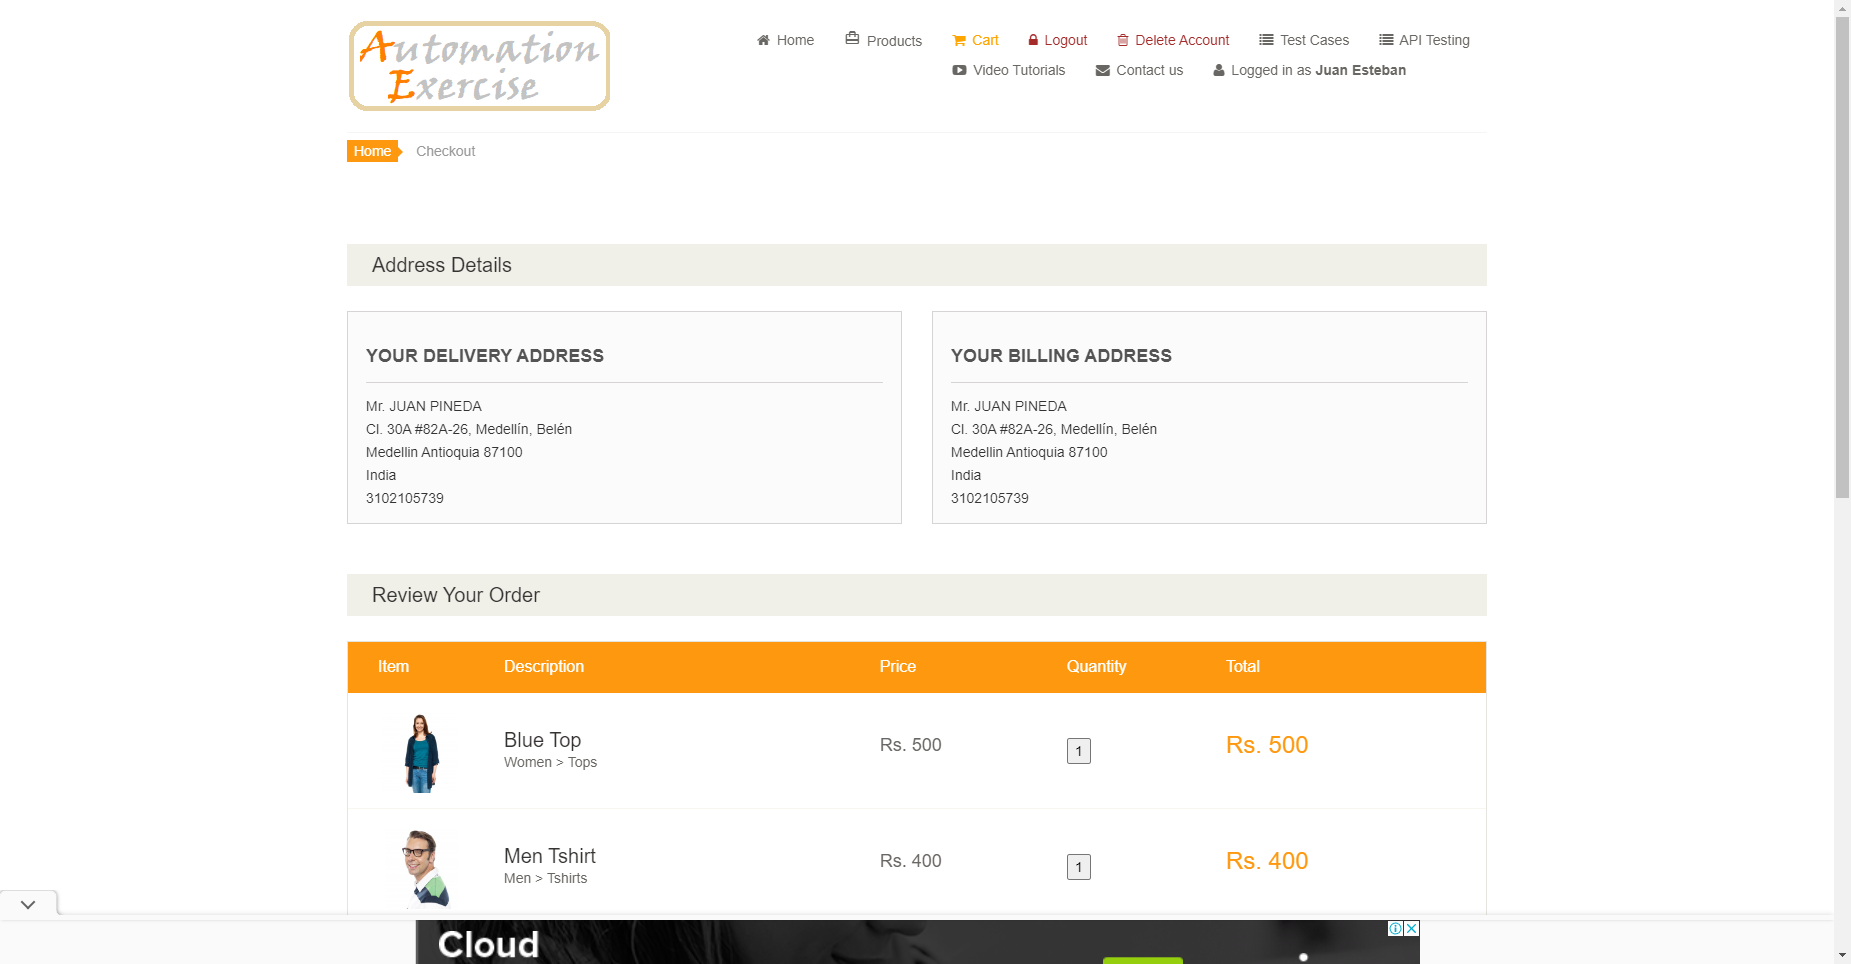 Automation
Exercise
Home
Products
Cart
Logout
Delete Account
Test Cases
API Testing
Video Tutorials
Contact us
Logged in as Juan Esteban
Home
Checkout
Address Details
YOUR DELIVERY ADDRESS
Mr. JUAN PINEDA
Cl. 30A #82A-26, Medellín, Belén
Medellin Antioquia 87100
India
3102105739
YOUR BILLING ADDRESS
Mr. JUAN PINEDA
Cl. 30A #82A-26, Medellín, Belén
Medellin Antioquia 87100
India
3102105739
Review Your Order
Item Description Price Quantity Total
Blue Top
Women > Tops
Rs. 500
1
Rs. 500
Men Tshirt
Men > Tshirts
Rs. 400
1
Rs. 400
Cloud